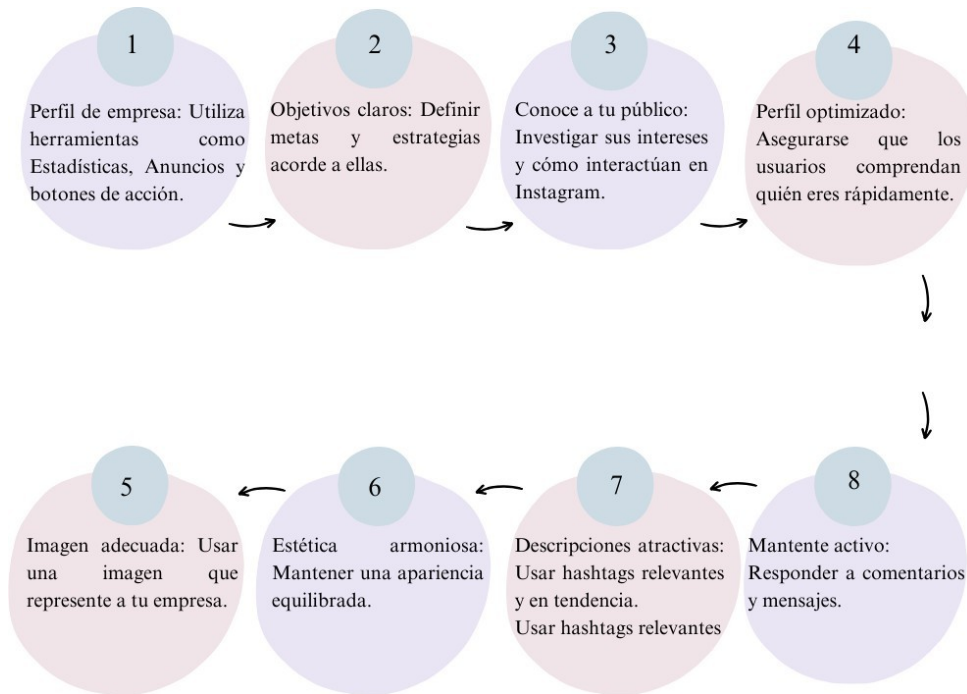 1
Perfil de empresa: Utiliza
herramientas como
Estadísticas, Anuncios y
botones de acción.
2
Objetivos claros: Definir
metas y estrategias
acorde a ellas.
3
Conoce a tu público:
Investigar sus intereses
y cómo interactúan en
Instagram.
4
Perfil optimizado:
Asegurarse que los
usuarios comprendan
quién eres rápidamente.
5
Imagen adecuada: Usar
una imagen que
represente a tu empresa.
6
Estética armoniosa:
Mantener una apariencia
equilibrada.
7
Descripciones atractivas:
Usar hashtags relevantes
y en tendencia.
Usar hashtags relevantes
8
Mantente activo:
Responder a comentarios
y mensajes.